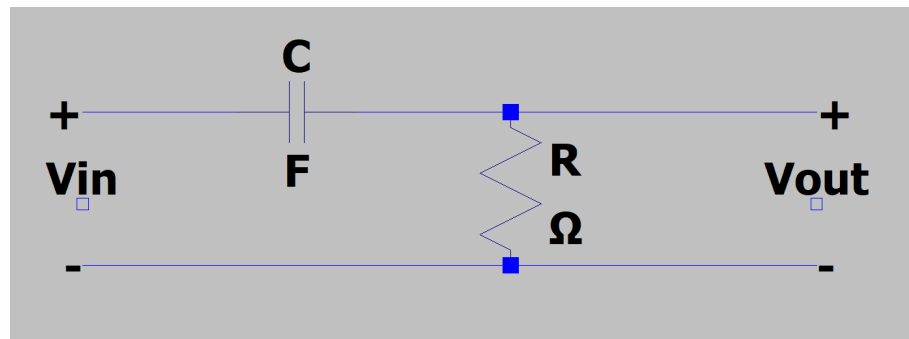 C
+ +
F R
Vin Vout
Ω
- -